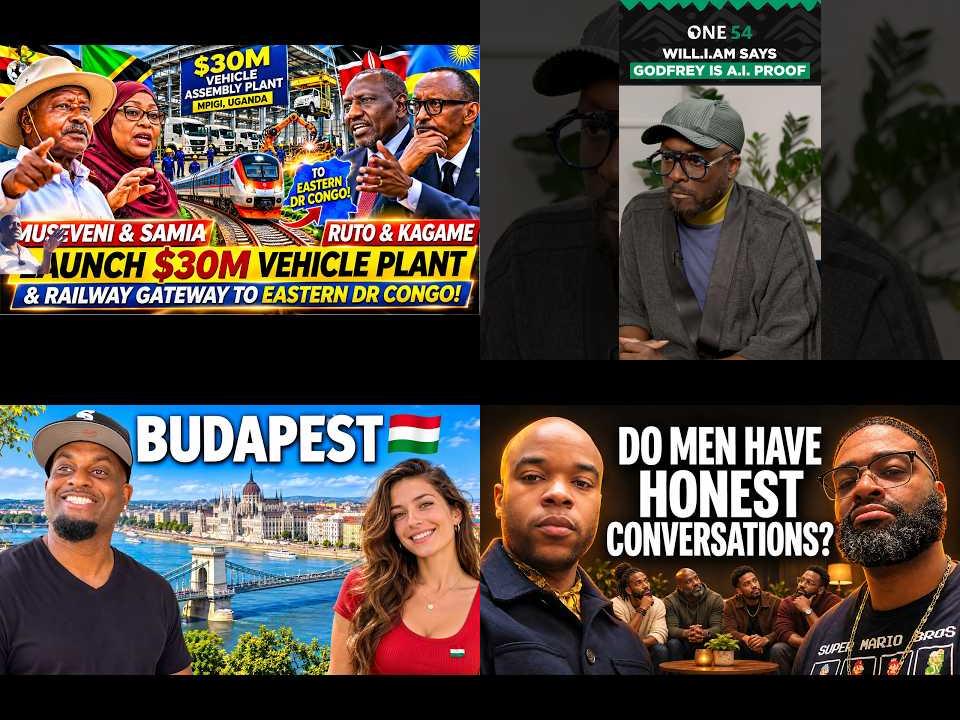 $30M
VEHICLE
ASSEMBLY PLANT
MPIGI, UGANDA
TO
EASTERN
DR CONGO!
MUSEVENI & SAMIA
RUTO & KAGAME
LAUNCH $30M VEHICLE PLANT
& RAILWAY GATEWAY TO EASTERN DR CONGO!
ONE 54
WILL.I.AM SAYS
GODFREY IS A.I. PROOF
BUDAPEST
S
DO MEN HAVE
HONEST
CONVERSATIONS?
SUPER MARIO BROS